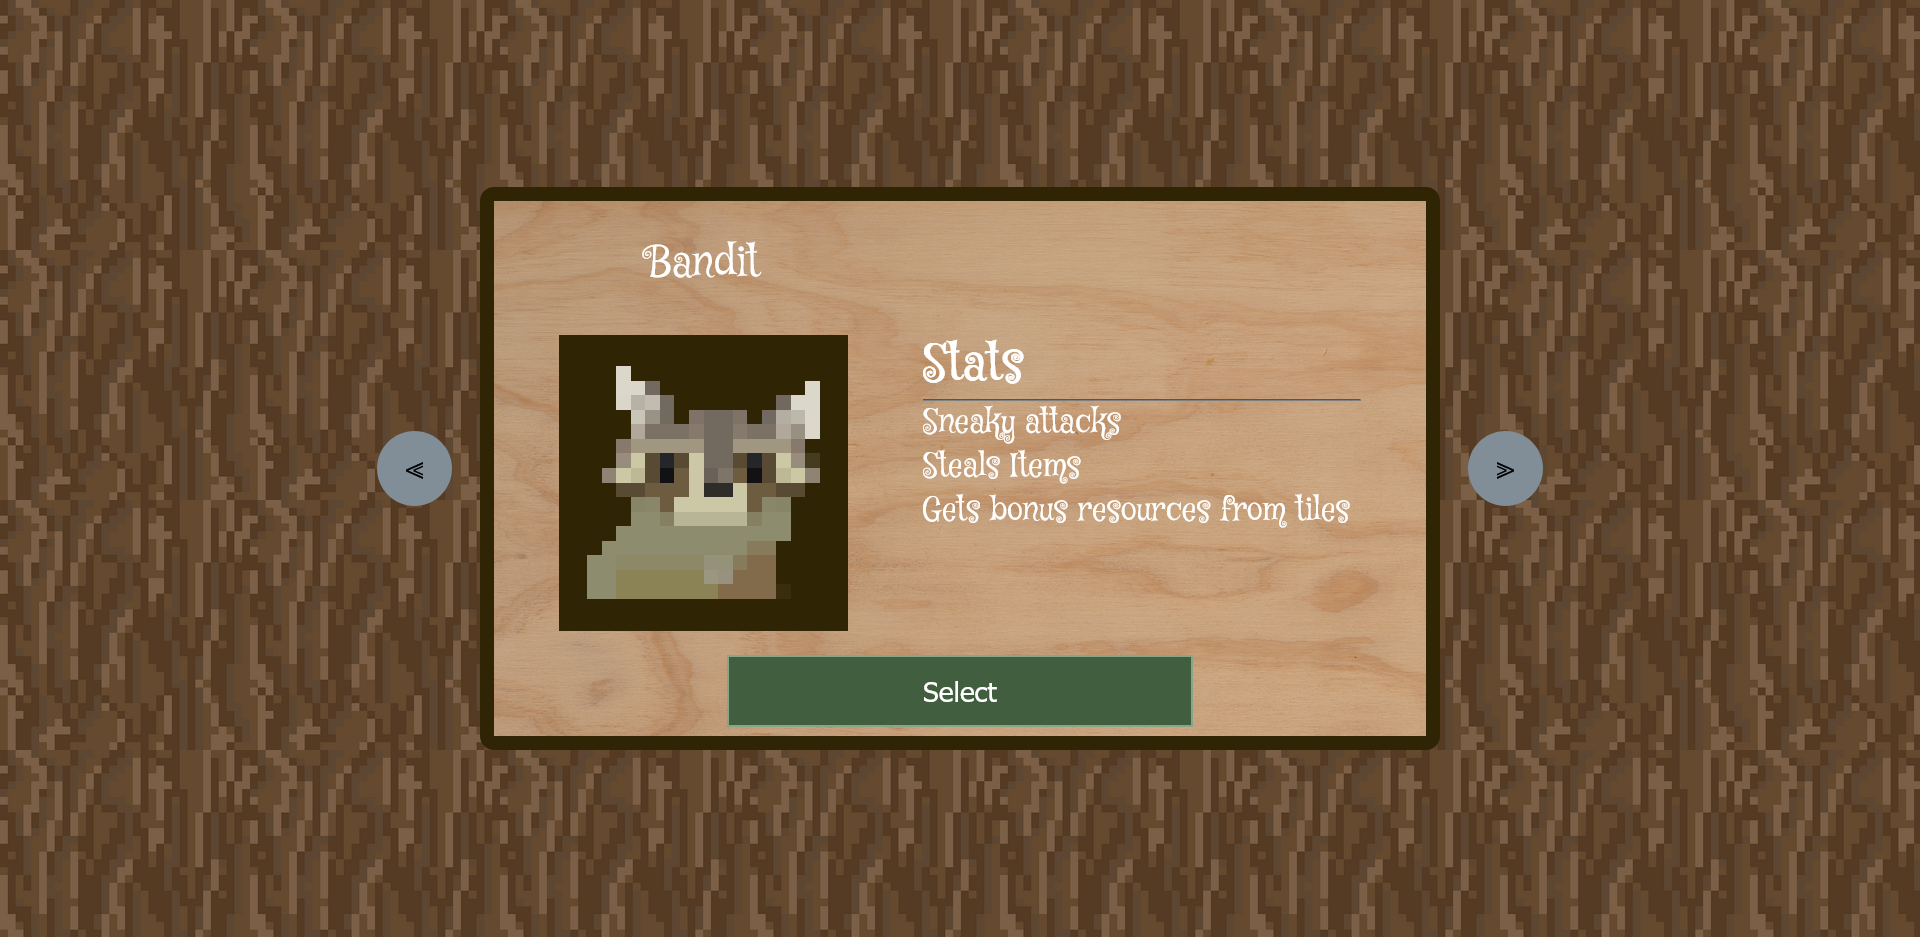 Bandit
Stats
Sneaky attacks
Steals Items
Gets bonus resources from tiles
≪
≫
Select